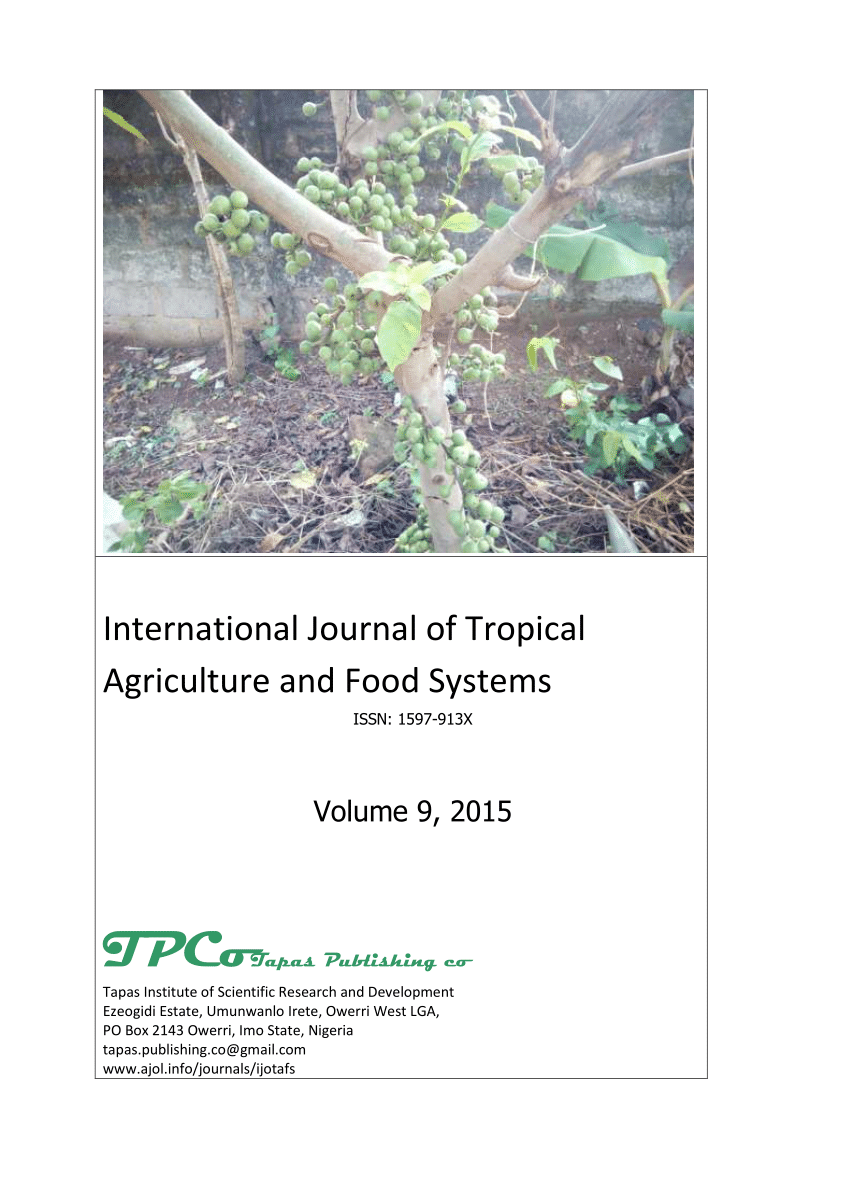 International Journal of Tropical
Agriculture and Food Systems
ISSN: 1597-913X
Volume 9, 2015
TPCo Tapas Publishing co
Tapas Institute of Scientific Research and Development
Ezeogidi Estate, Umunwanlo Irete, Owerri West LGA,
PO Box 2143 Owerri, Imo State, Nigeria
tapas.publishing.co@gmail.com
www.ajol.info/journals/ijotafs